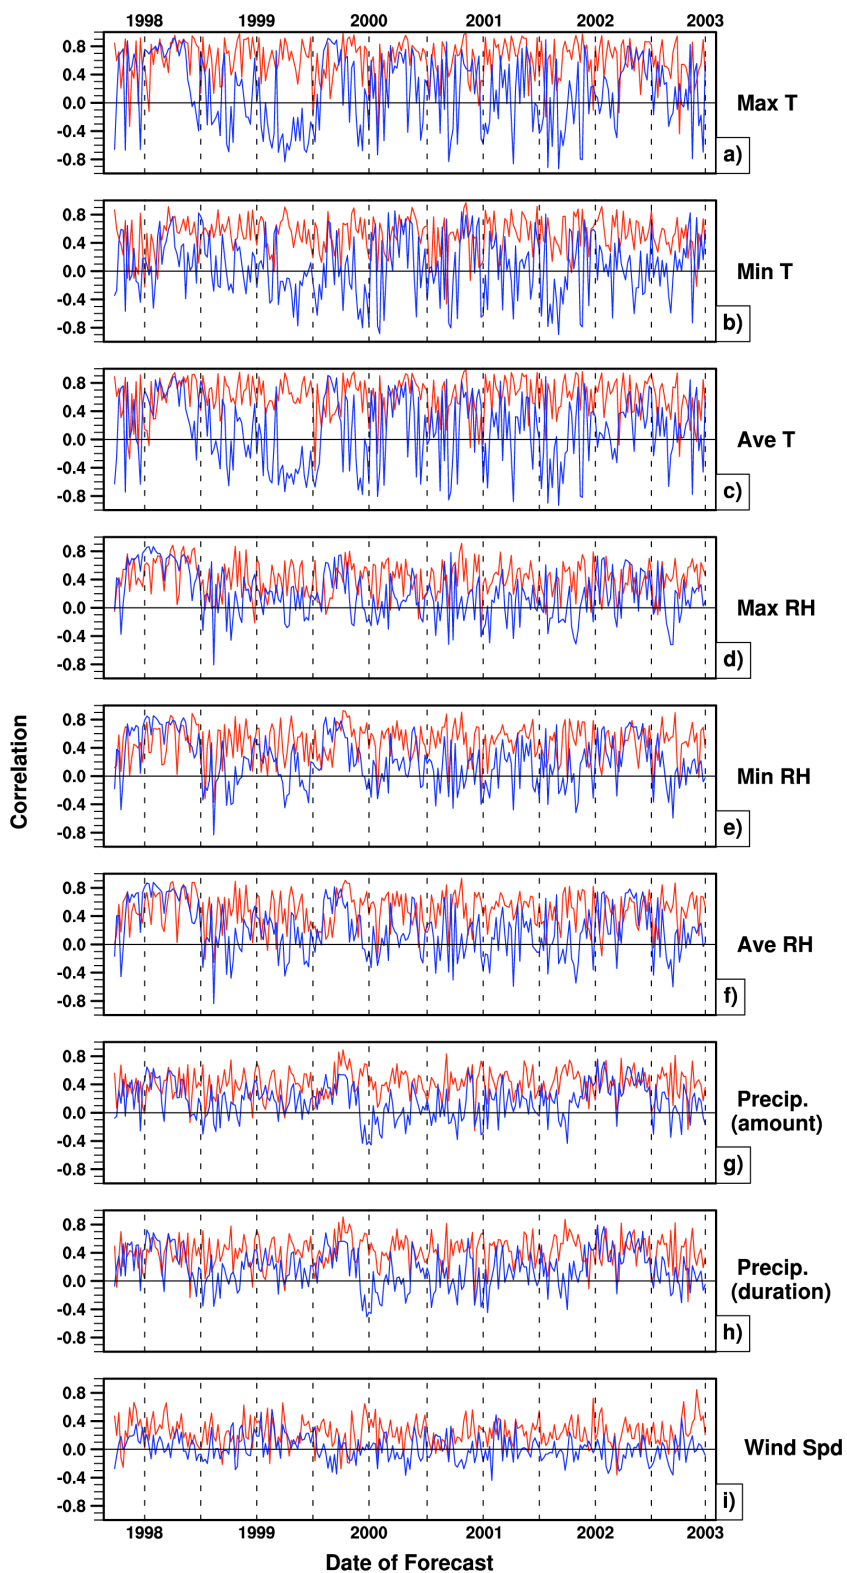 1998 1999 2000 2001 2002 2003
0.8
0.4
0.0
-0.4
-0.8
Max T
a)
0.8
0.4
0.0
-0.4
-0.8
Min T
b)
0.8
0.4
0.0
-0.4
-0.8
Ave T
c)
0.8
0.4
0.0
-0.4
-0.8
Max RH
d)
Correlation
0.8
0.4
0.0
-0.4
-0.8
Min RH
e)
0.8
0.4
0.0
-0.4
-0.8
Ave RH
f)
0.8
0.4
0.0
-0.4
-0.8
Precip.
(amount)
g)
0.8
0.4
0.0
-0.4
-0.8
Precip.
(duration)
h)
0.8
0.4
0.0
-0.4
-0.8
Wind Spd
i)
1998 1999 2000 2001 2002 2003
Date of Forecast